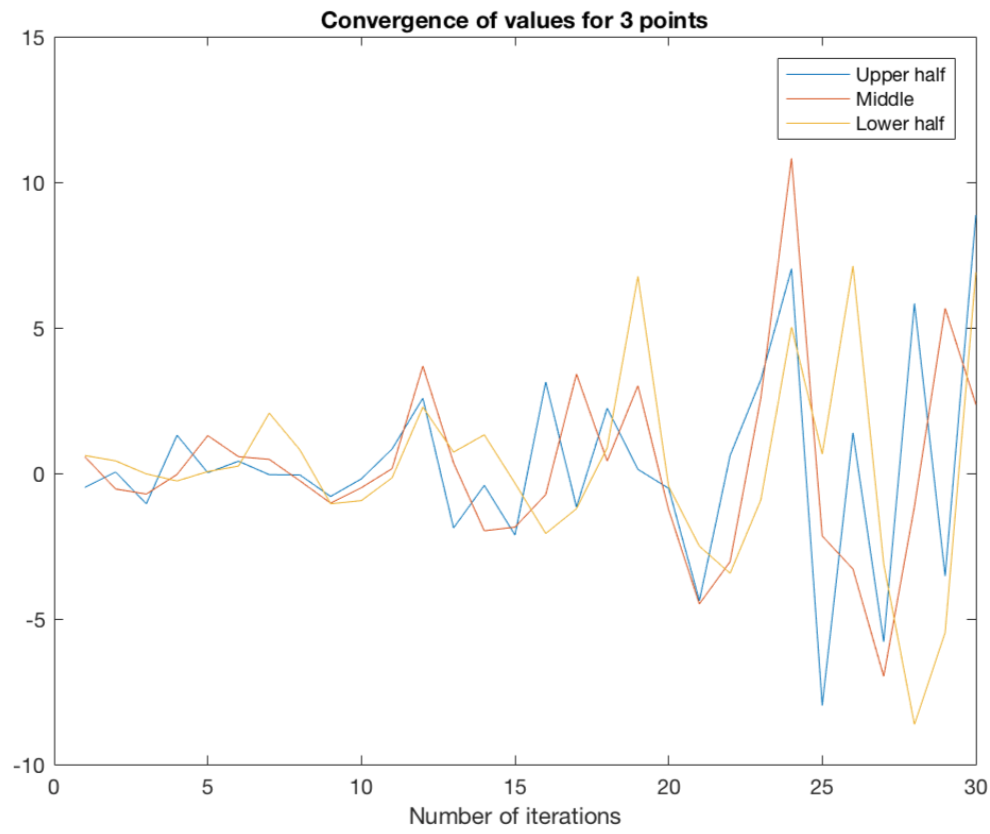 Convergence of values for 3 points
15
10
5
0
-5
-10
Upper half
Middle
Lower half
0 5 10 15 20 25 30
Number of iterations